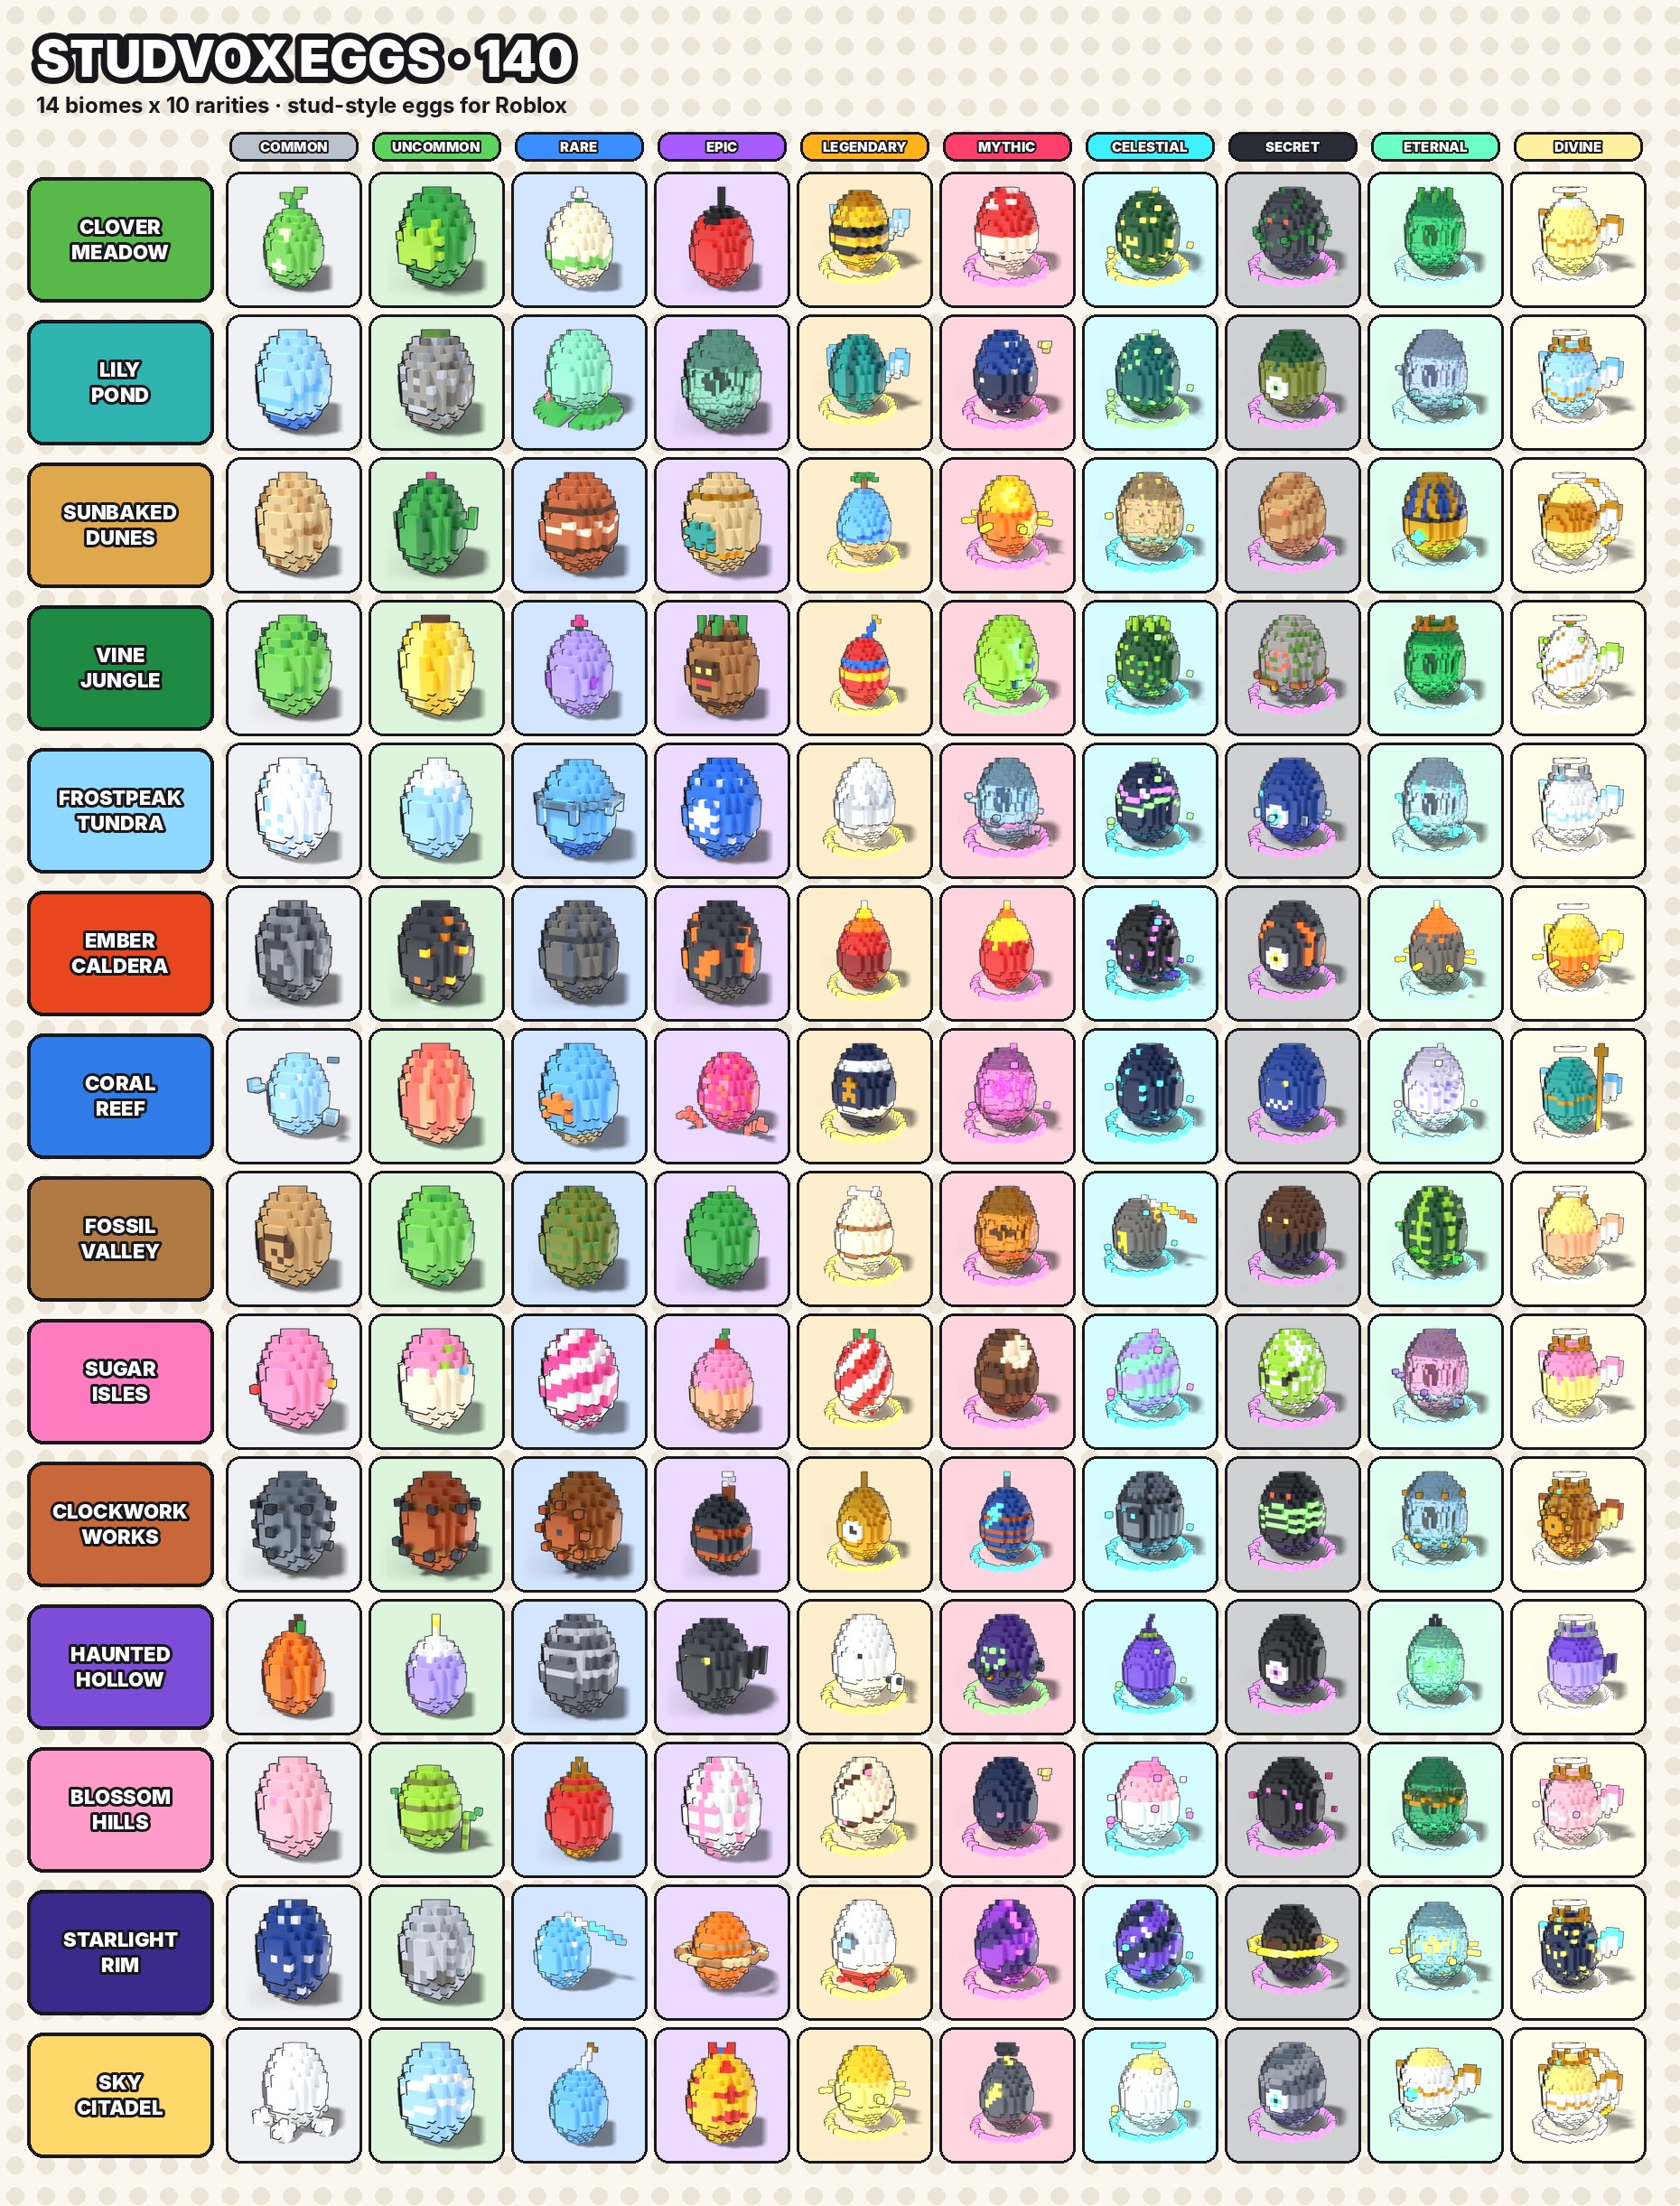 STUDVOX EGGS • 140
14 biomes x 10 rarities · stud-style eggs for Roblox
COMMON UNCOMMON RARE EPIC LEGENDARY MYTHIC CELESTIAL SECRET ETERNAL DIVINE
CLOVER
MEADOW
LILY
POND
SUNBAKED
DUNES
VINE
JUNGLE
FROSTPEAK
TUNDRA
EMBER
CALDERA
CORAL
REEF
FOSSIL
VALLEY
SUGAR
ISLES
CLOCKWORK
WORKS
HAUNTED
HOLLOW
BLOSSOM
HILLS
STARLIGHT
RIM
SKY
CITADEL